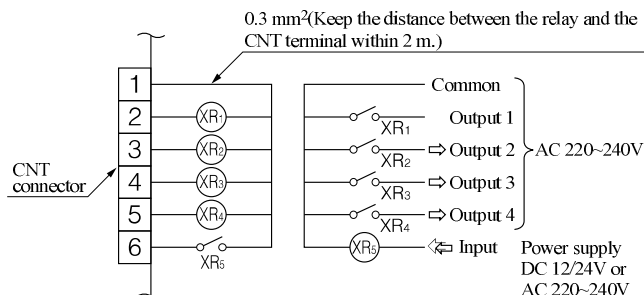 0.3 mm²(Keep the distance between the relay and the
CNT terminal within 2 m.)
1
Common
2
XR₁
XR₁
Output 1
3
XR₂
XR₂
⇨ Output 2
AC 220~240V
CNT
connector
4
XR₃
XR₃
⇨ Output 3
5
XR₄
XR₄
⇨ Output 4
6
XR₅
XR₅
⇦ Input
Power supply
DC 12/24V or
AC 220~240V